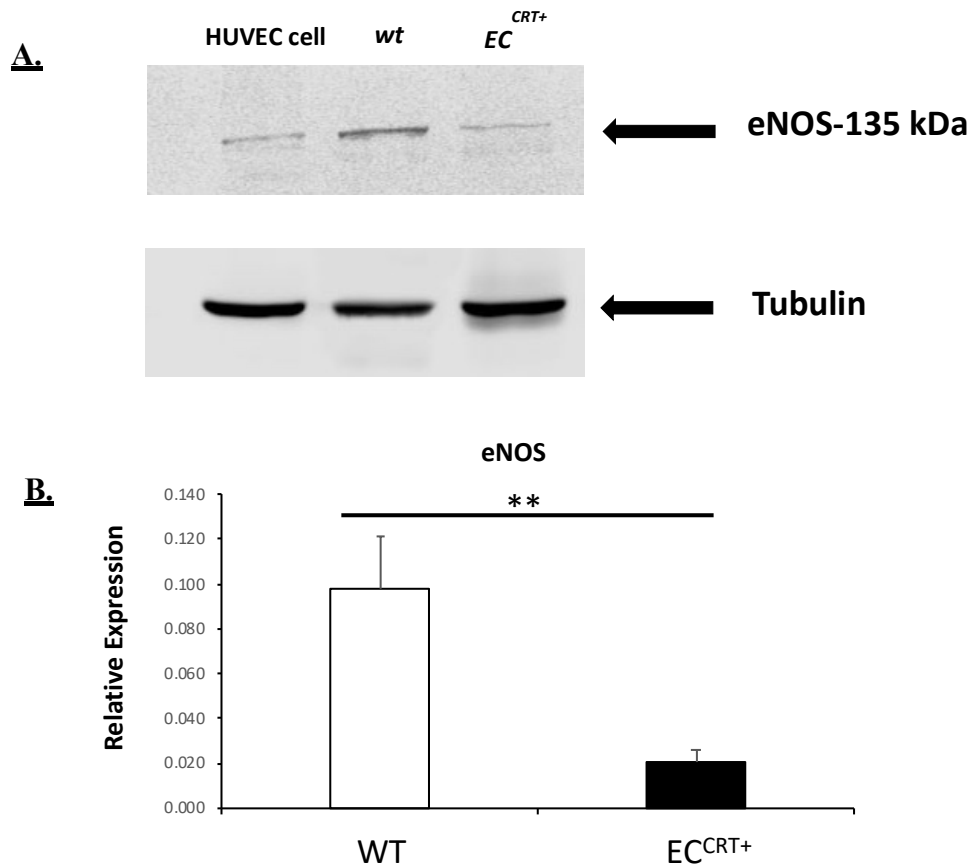 A.
HUVEC cell wt EC^CRT+
eNOS-135 kDa
Tubulin
B.
eNOS
**
Relative Expression
0.140
0.120
0.100
0.080
0.060
0.040
0.020
0.000
WT EC^CRT+